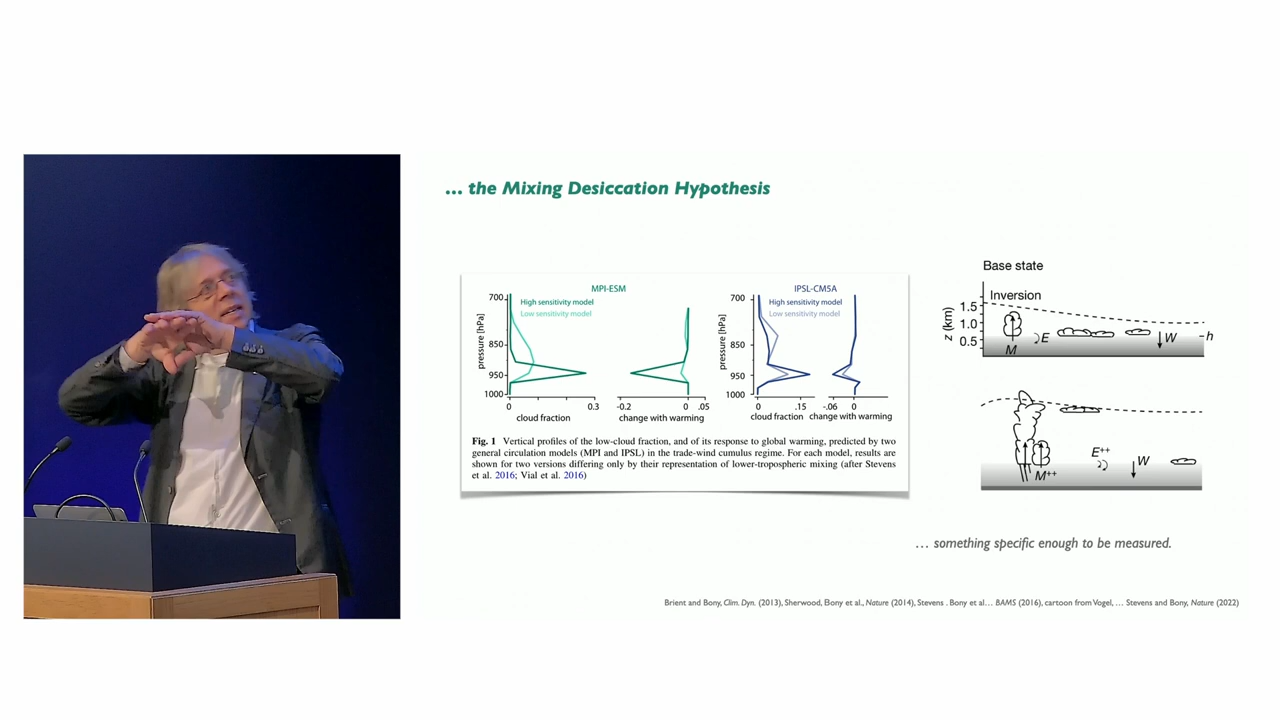 … the Mixing Desiccation Hypothesis
MPI-ESM
High sensitivity model
Low sensitivity model
pressure [hPa]
700
850
950
1000
0
0.3
cloud fraction
-0.2
0
.05
change with warming
IPSL-CM5A
High sensitivity model
Low sensitivity model
pressure [hPa]
700
850
950
1000
0
.15
cloud fraction
-.06
0
change with warming
Fig. 1 Vertical profiles of the low-cloud fraction, and of its response to global warming, predicted by two
general circulation models (MPI and IPSL) in the trade-wind cumulus regime. For each model, results are
shown for two versions differing only by their representation of lower-tropospheric mixing (after Stevens
et al. 2016; Vial et al. 2016)
Base state
Inversion
z (km)
1.5
1.0
0.5
M
E
W
h
M++
E++
W
… something specific enough to be measured.
Brient and Bony, Clim. Dyn. (2013), Sherwood, Bony et al., Nature (2014), Stevens . Bony et al… BAMS (2016), cartoon from Vogel, … Stevens and Bony, Nature (2022)